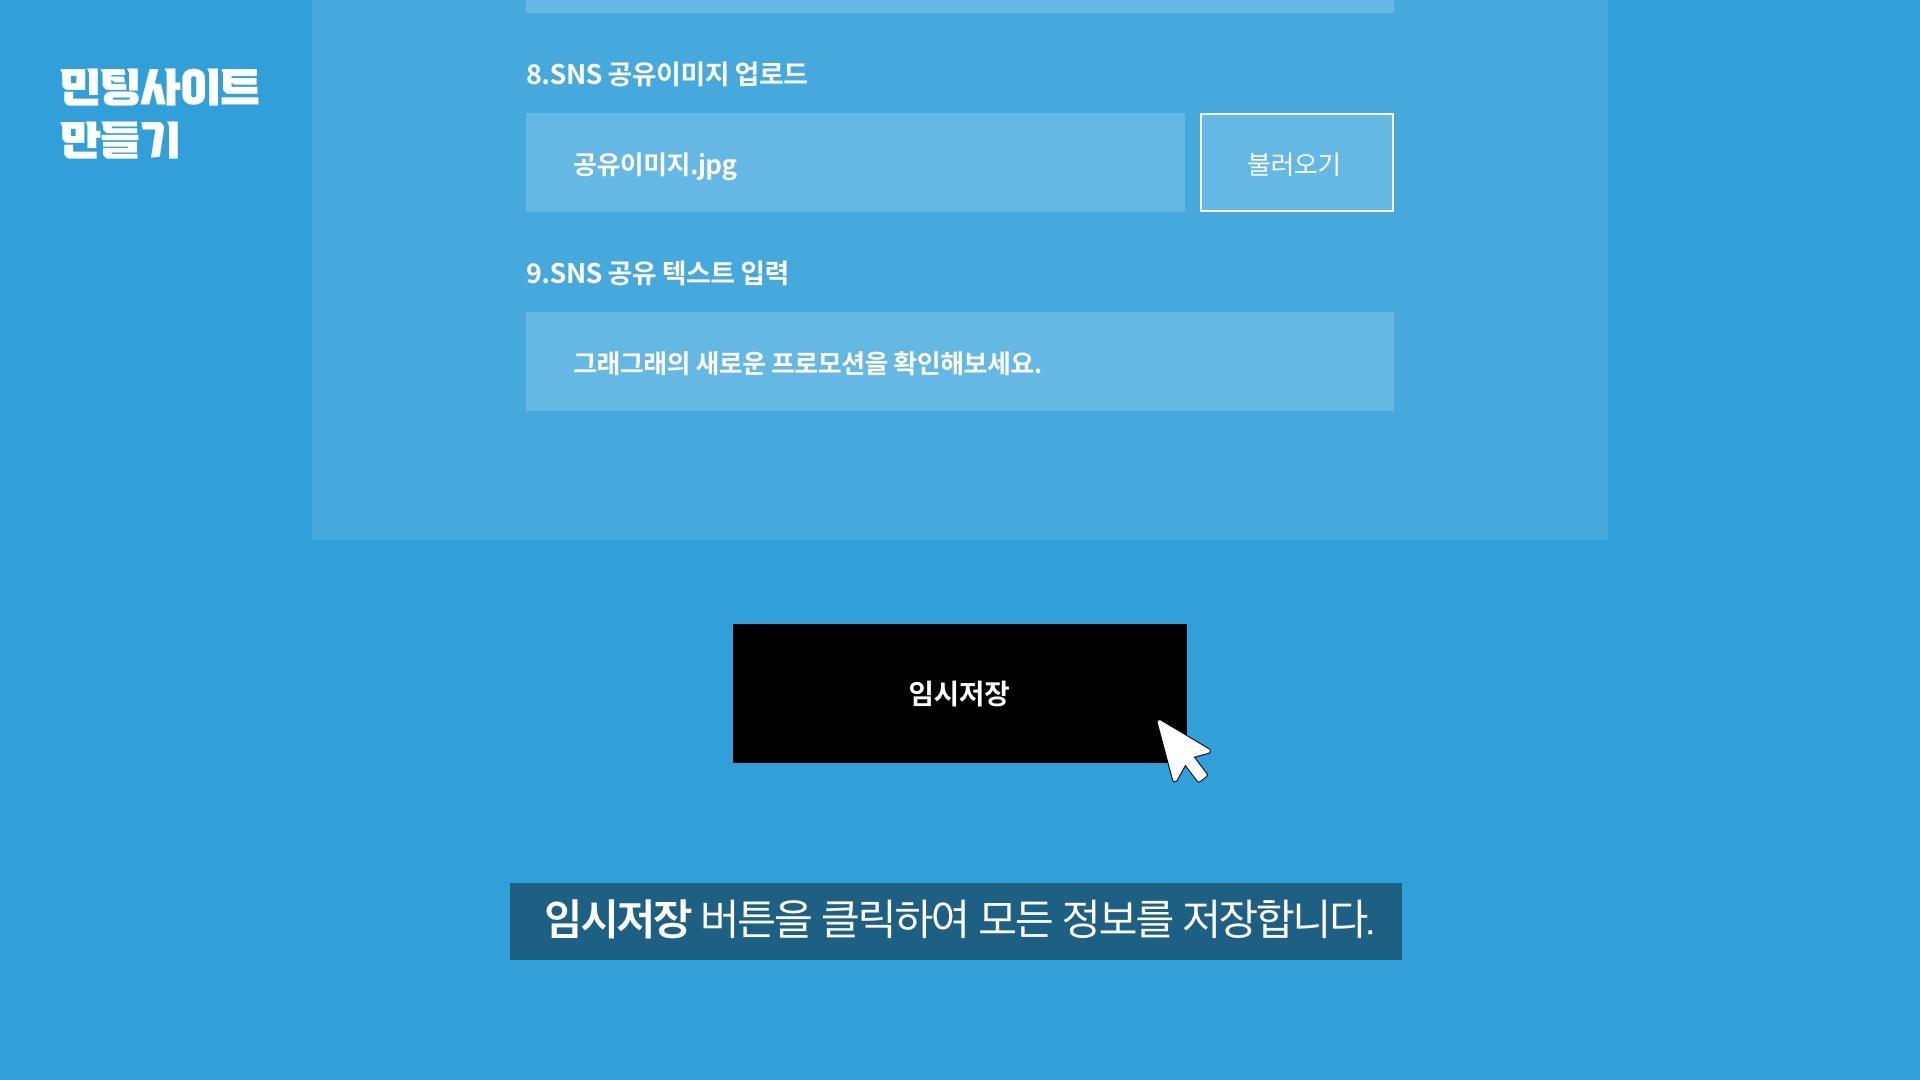 민팅사이트
만들기
8.SNS 공유이미지 업로드
공유이미지.jpg
불러오기
9.SNS 공유 텍스트 입력
그래그래의 새로운 프로모션을 확인해보세요.
임시저장
임시저장 버튼을 클릭하여 모든 정보를 저장합니다.